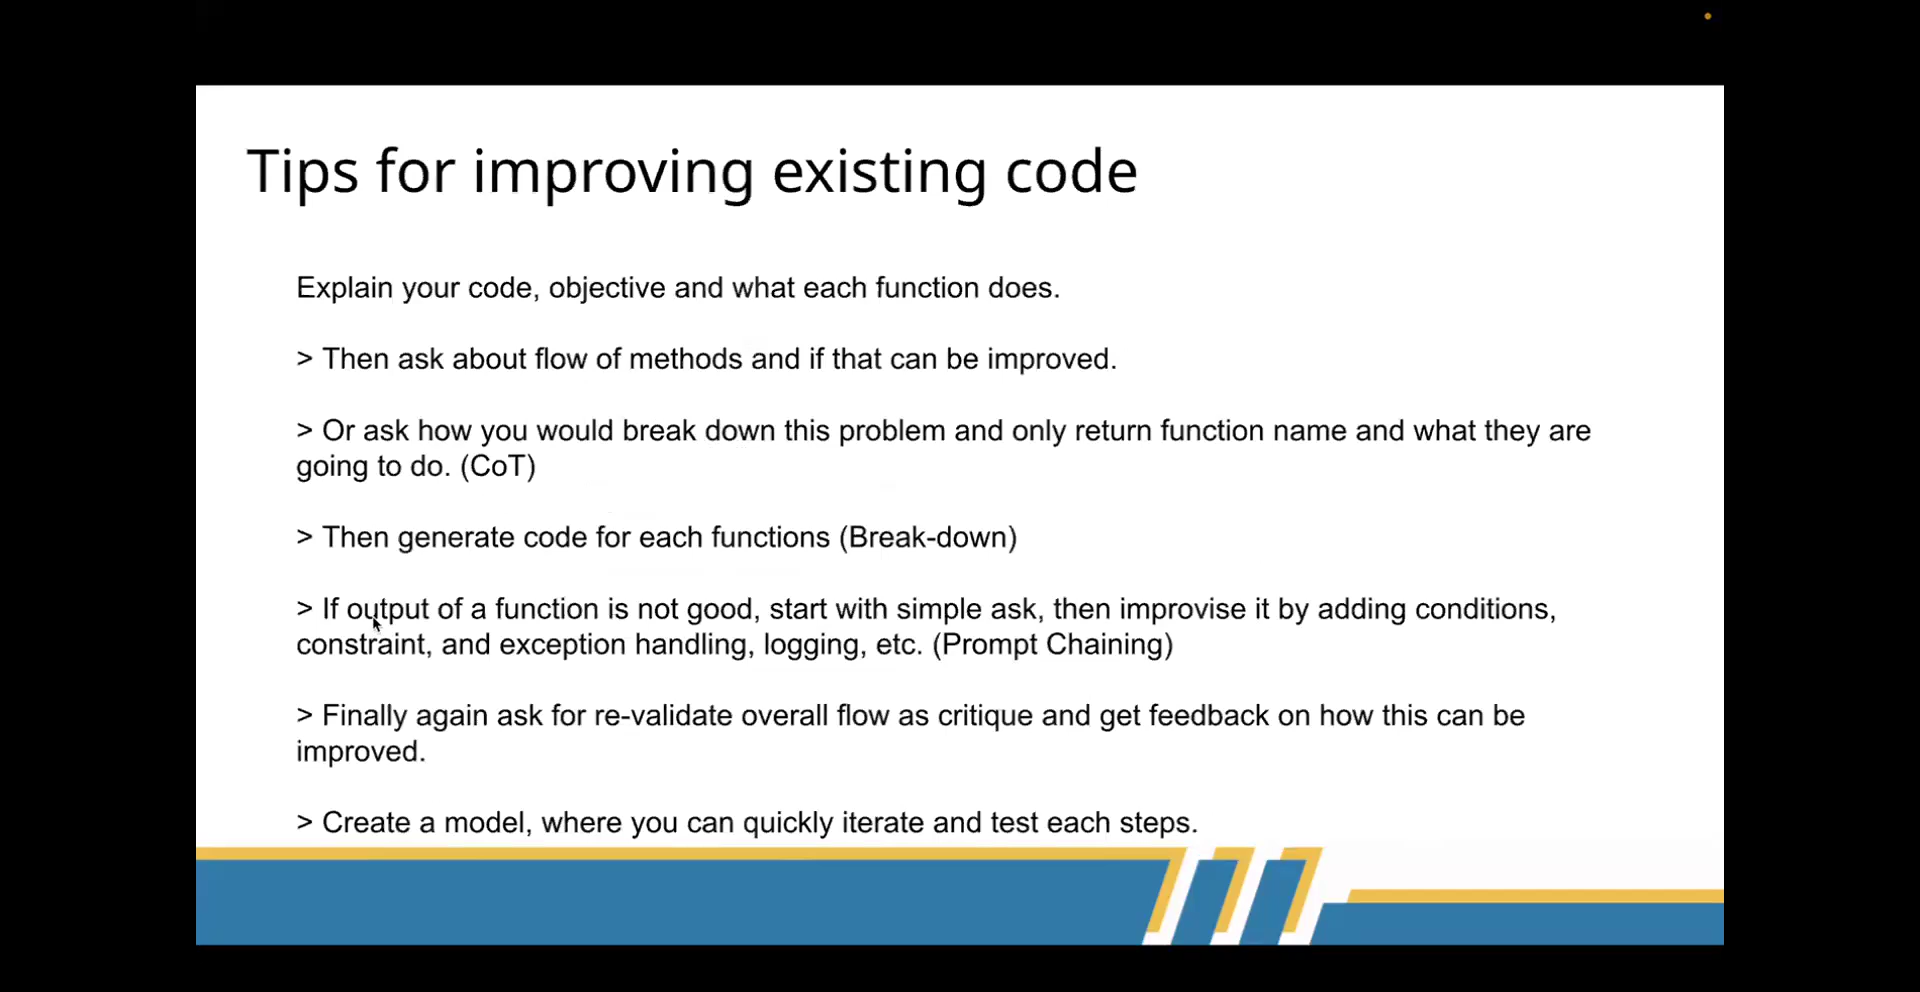 Tips for improving existing code
Explain your code, objective and what each function does.
> Then ask about flow of methods and if that can be improved.
> Or ask how you would break down this problem and only return function name and what they are
going to do. (CoT)
> Then generate code for each functions (Break-down)
> If output of a function is not good, start with simple ask, then improvise it by adding conditions,
constraint, and exception handling, logging, etc. (Prompt Chaining)
> Finally again ask for re-validate overall flow as critique and get feedback on how this can be
improved.
> Create a model, where you can quickly iterate and test each steps.